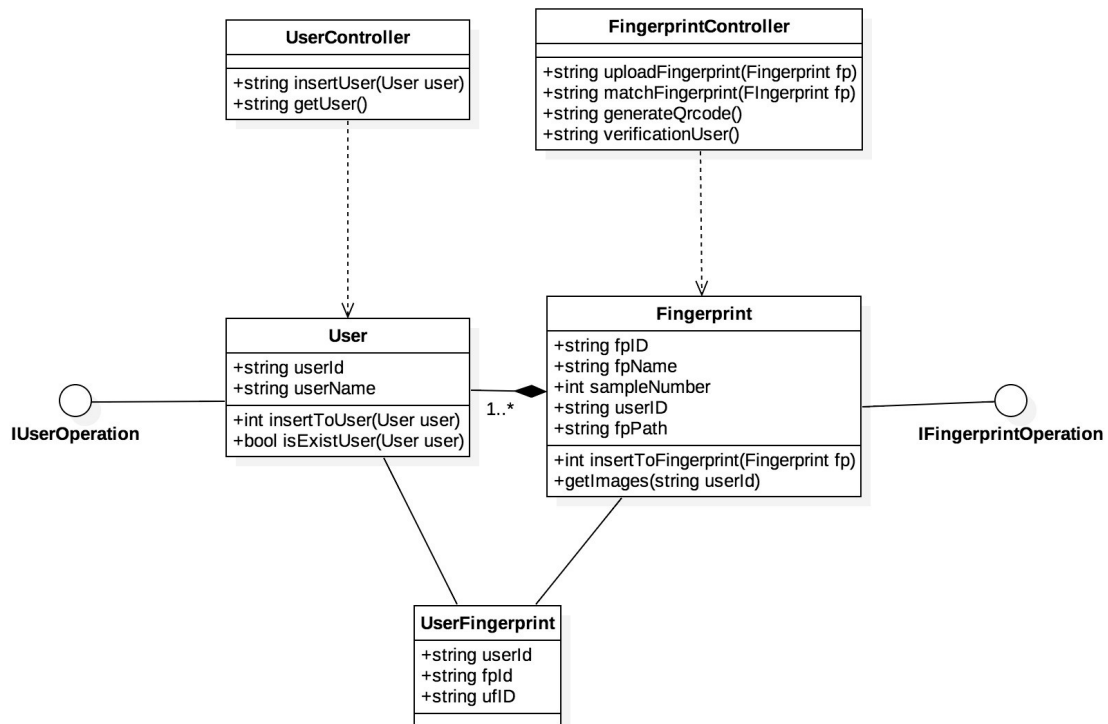 UserController
+string insertUser(User user)
+string getUser()
FingerprintController
+string uploadFingerprint(Fingerprint fp)
+string matchFingerprint(FIngerprint fp)
+string generateQrcode()
+string verificationUser()
User
+string userId
+string userName
+int insertToUser(User user)
+bool isExistUser(User user)
1..*
Fingerprint
+string fpID
+string fpName
+int sampleNumber
+string userID
+string fpPath
+int insertToFingerprint(Fingerprint fp)
+getImages(string userId)
IUserOperation
IFingerprintOperation
UserFingerprint
+string userId
+string fpId
+string ufID